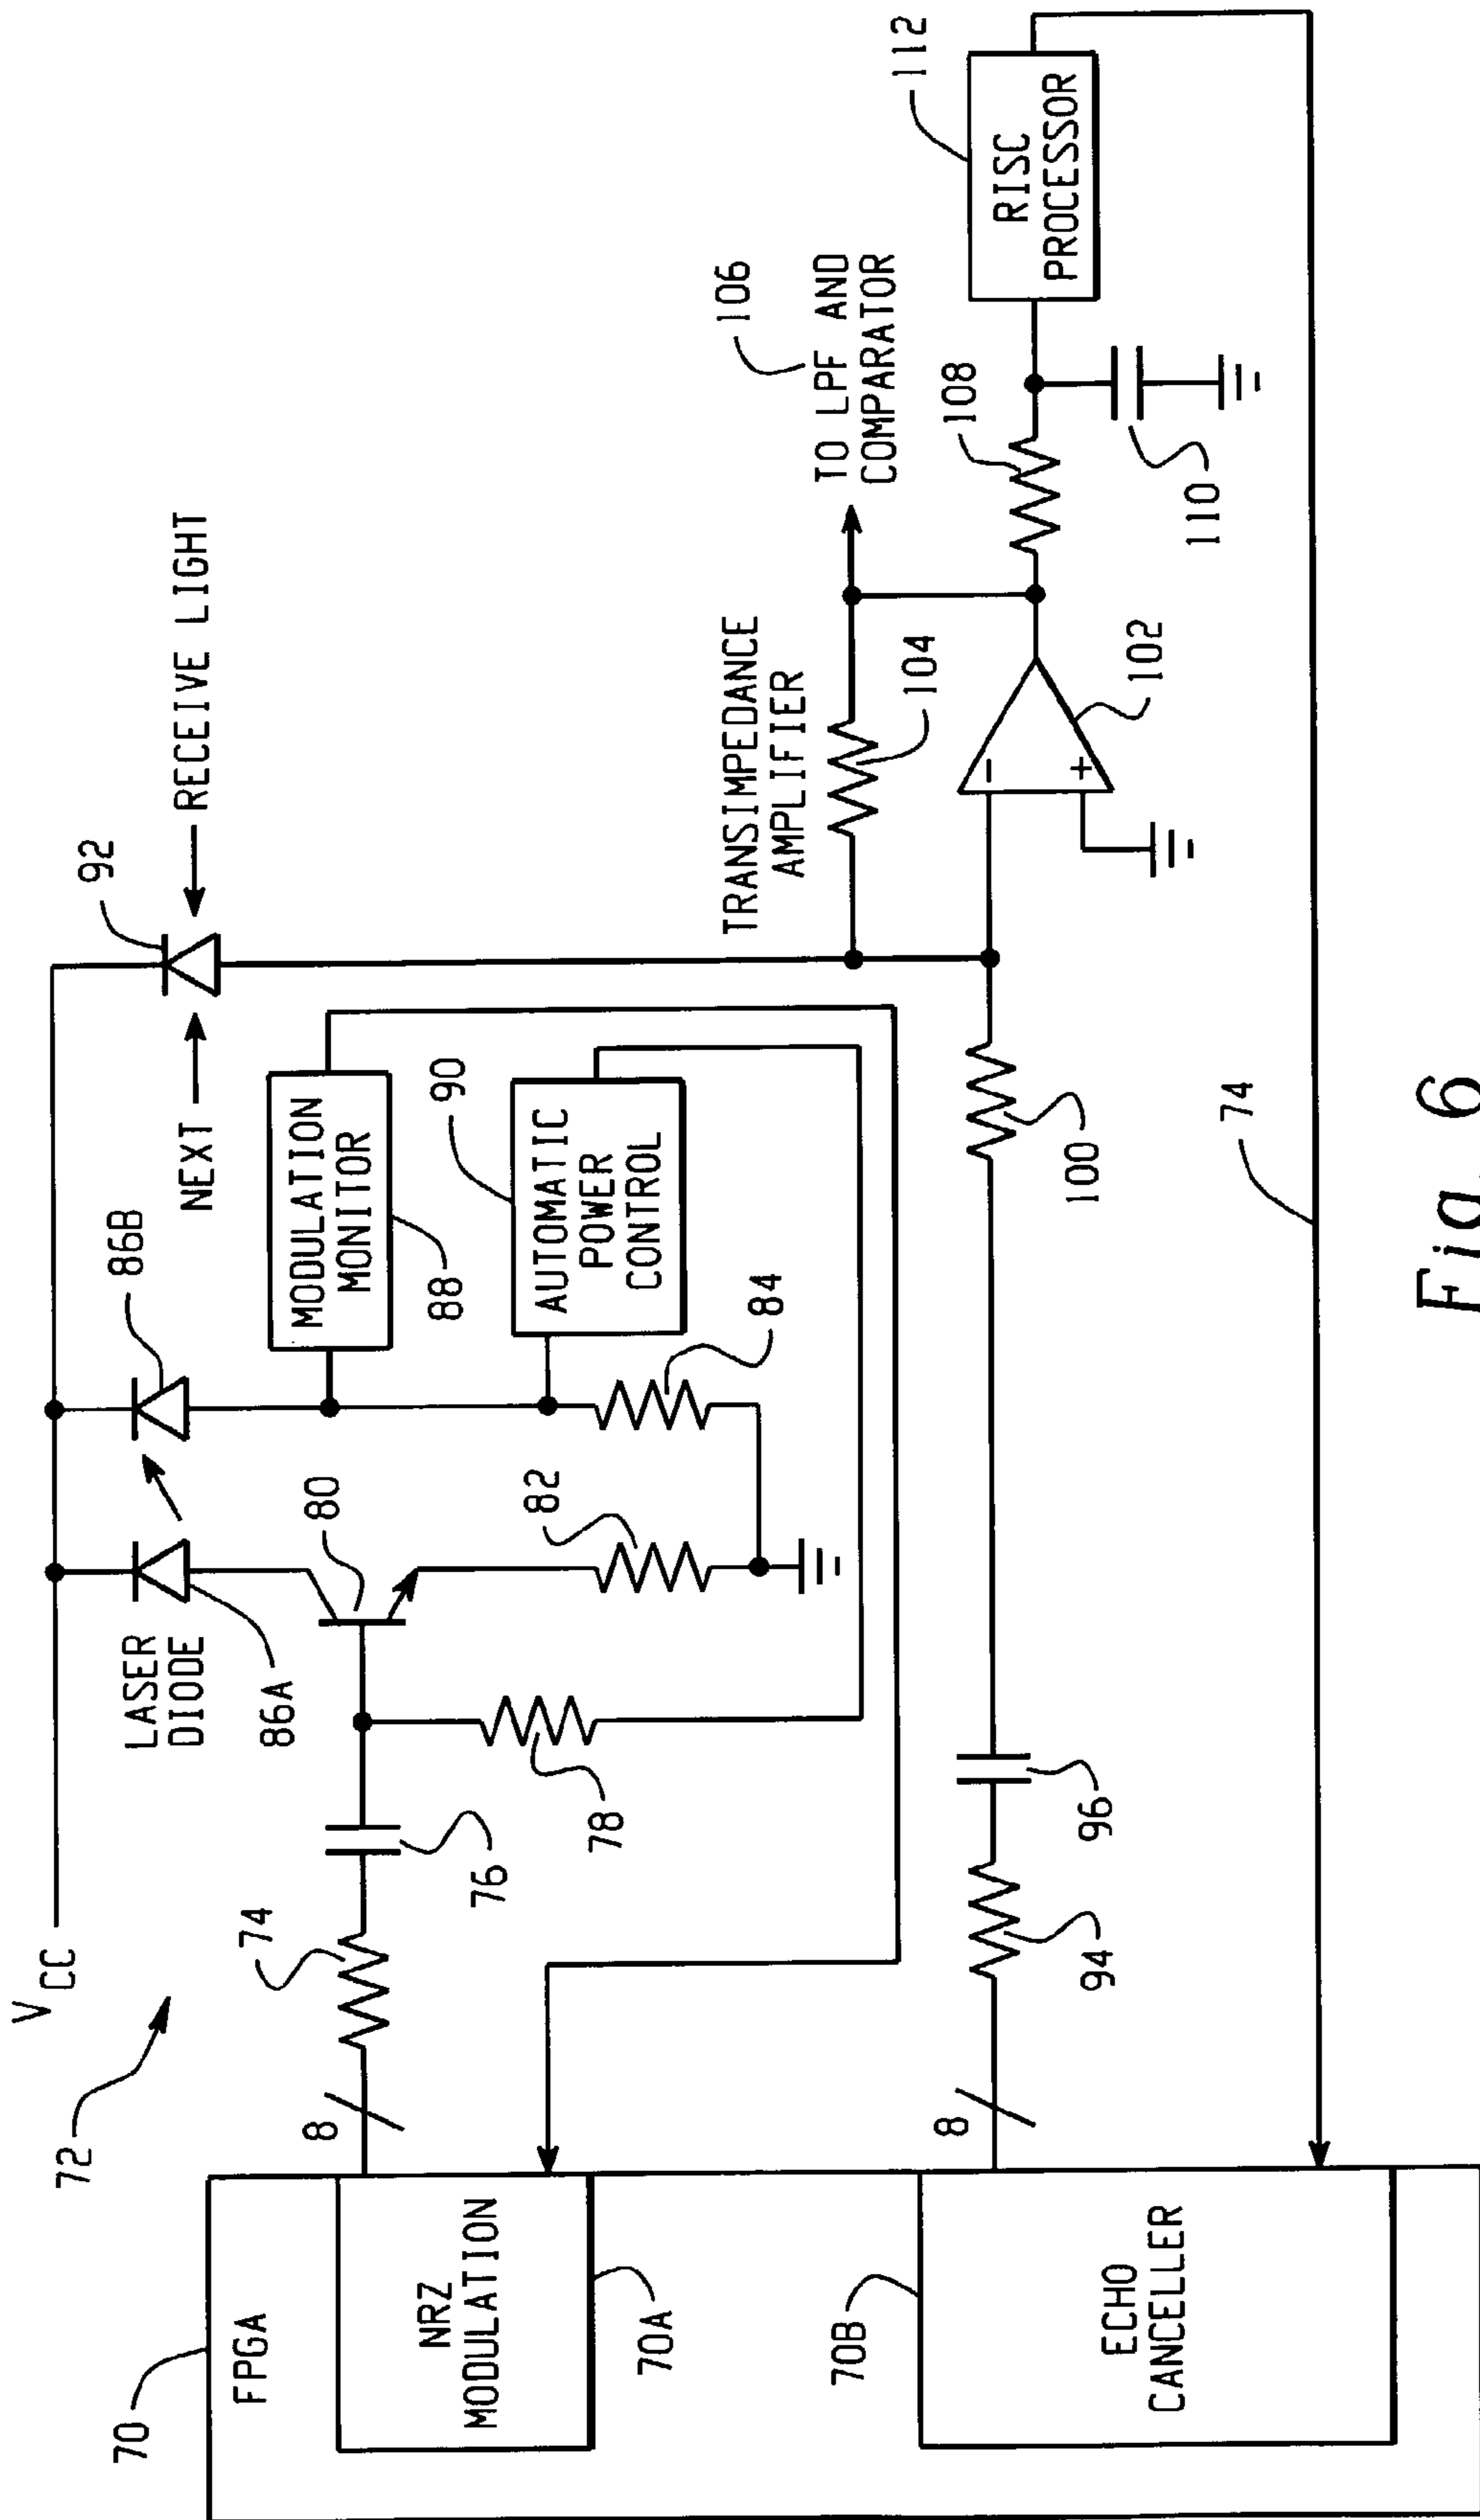 V CC
72
LASER
DIODE
86A
86B
NEXT
RECEIVE LIGHT
92
80
MODULATION
MONITOR
88
90
AUTOMATIC
POWER
CONTROL
82
84
74
76
78
8
70
FPGA
NRZ
MODULATION
70A
70B
ECHO
CANCELLER
8
94
96
100
TRANSIMPEDANCE
AMPLIFIER
104
102
106
TO LPF AND
COMPARATOR
108
110
112
RISC
PROCESSOR
74
Fig. 6